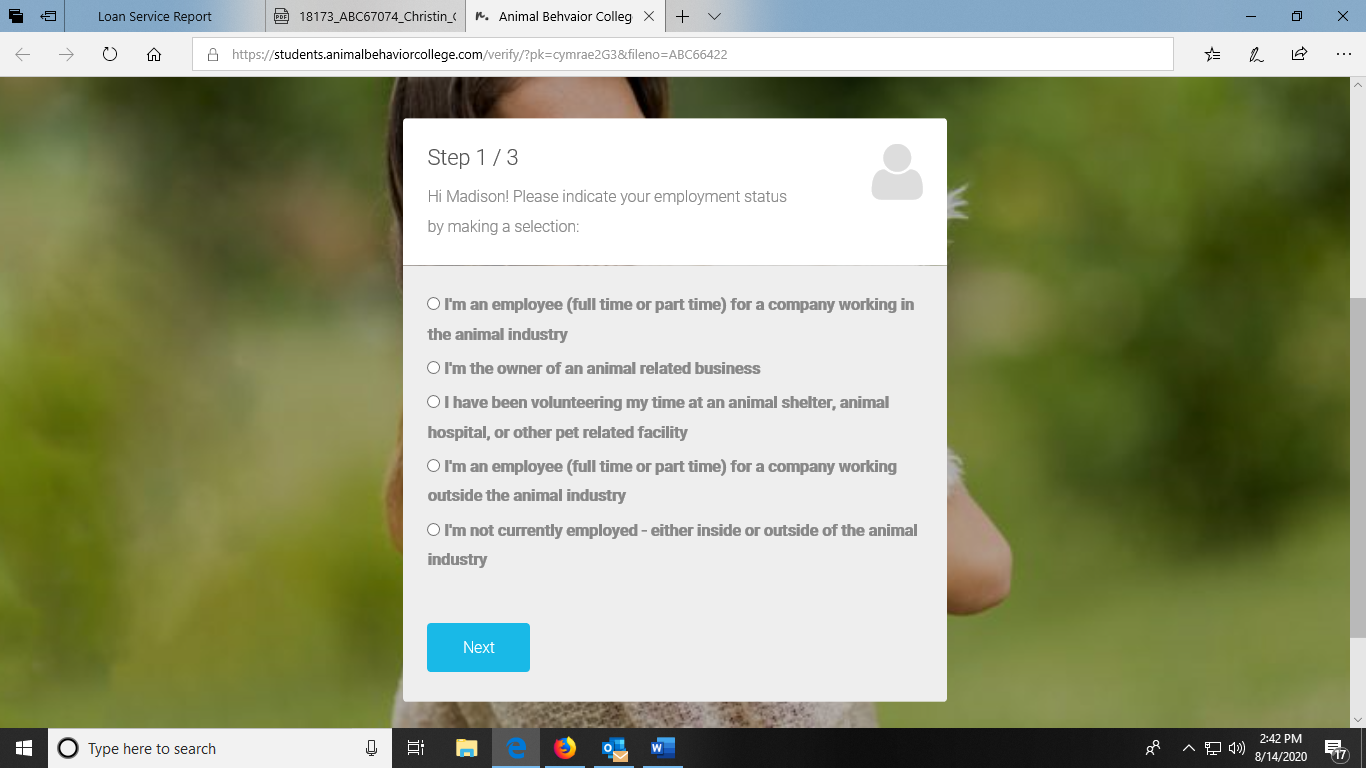 Loan Service Report
18173_ABC67074_Christin_
Animal Behvaior Colleg
https://students.animalbehaviorcollege.com/verify/?pk=cymrae2G3&fileno=ABC66422
Step 1 / 3
Hi Madison! Please indicate your employment status
by making a selection:
I'm an employee (full time or part time) for a company working in
the animal industry
I'm the owner of an animal related business
I have been volunteering my time at an animal shelter, animal
hospital, or other pet related facility
I'm an employee (full time or part time) for a company working
outside the animal industry
I'm not currently employed - either inside or outside of the animal
industry
Next
Type here to search
2:42 PM
8/14/2020
17